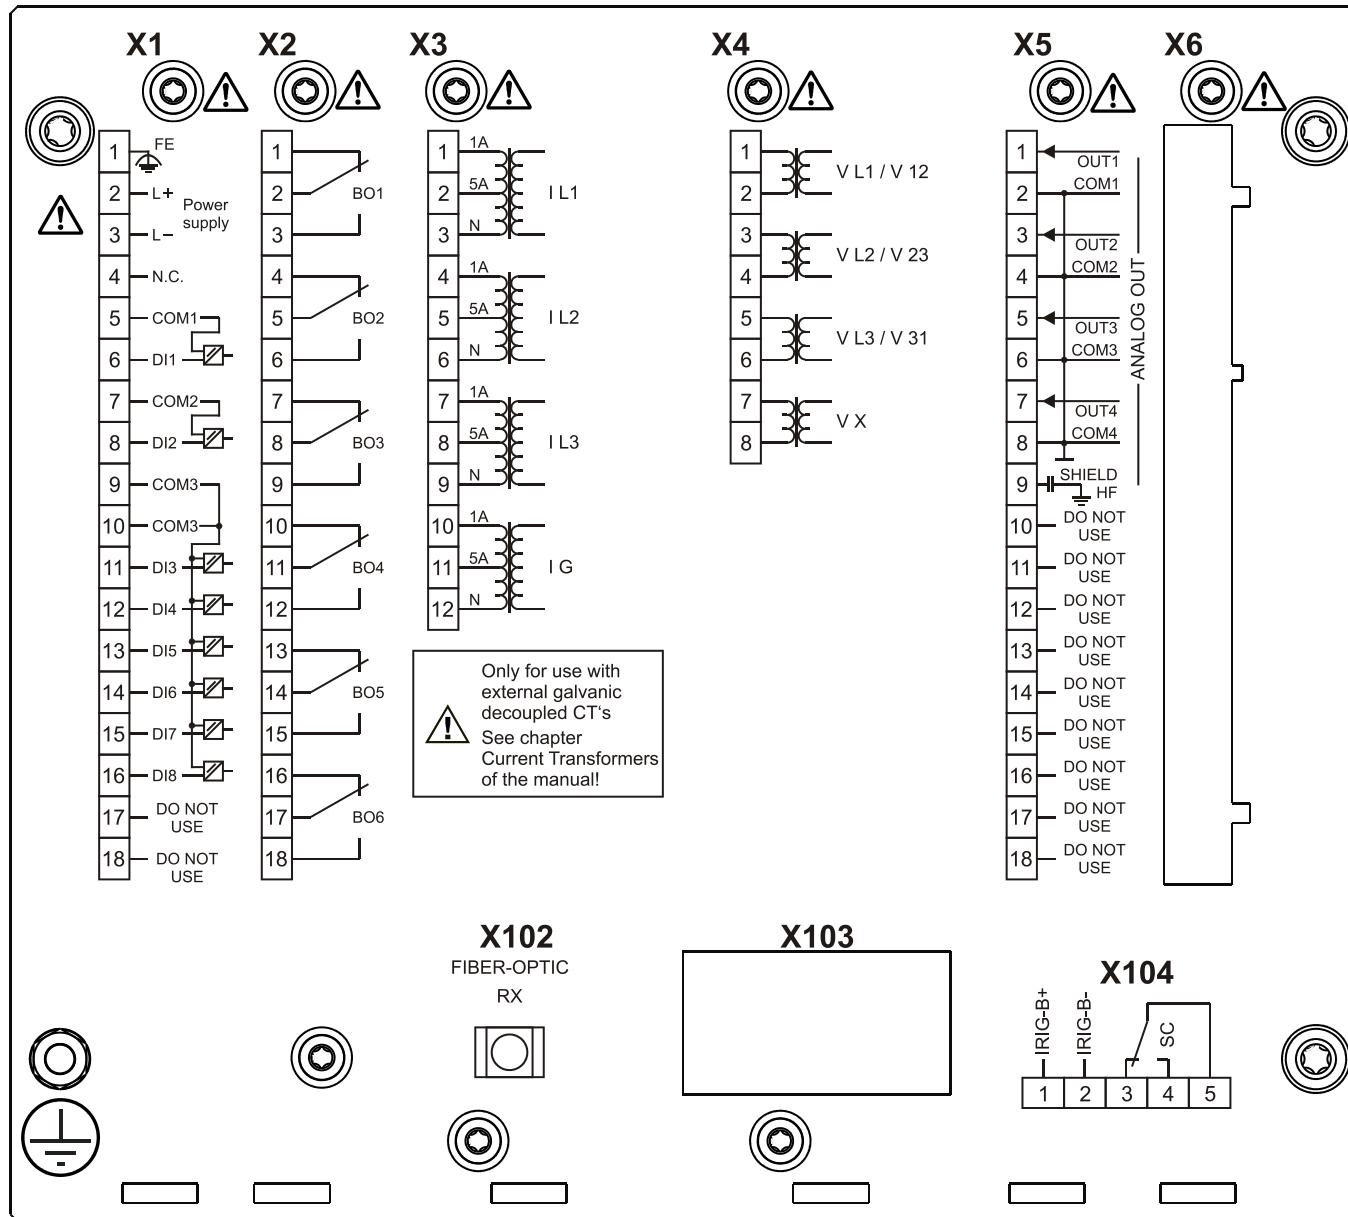 X1
X2
X3
X4
X5
X6
1 FE
2 L+
Power
supply
3 L−
4 N.C.
5 COM1
6 DI1
7 COM2
8 DI2
9 COM3
10 COM3
11 DI3
12 DI4
13 DI5
14 DI6
15 DI7
16 DI8
17 DO NOT
USE
18 DO NOT
USE
1
2 BO1
3
4
5 BO2
6
7
8 BO3
9
10
11 BO4
12
13
14 BO5
15
16
17 BO6
18
1 1A
2 5A I L1
3 N
4 1A
5 5A I L2
6 N
7 1A
8 5A I L3
9 N
10 1A
11 5A I G
12 N
Only for use with
external galvanic
decoupled CT‘s
See chapter
Current Transformers
of the manual!
1
V L1 / V 12
2
3
V L2 / V 23
4
5
V L3 / V 31
6
7
V X
8
1 OUT1
2 COM1
3 OUT2
4 COM2
5 OUT3
6 COM3
7 OUT4
8 COM4
ANALOG OUT
9 SHIELD
HF
10 DO NOT
USE
11 DO NOT
USE
12 DO NOT
USE
13 DO NOT
USE
14 DO NOT
USE
15 DO NOT
USE
16 DO NOT
USE
17 DO NOT
USE
18 DO NOT
USE
X102
FIBER-OPTIC
RX
X103
X104
IRIG-B+
IRIG-B-
SC
1 2 3 4 5